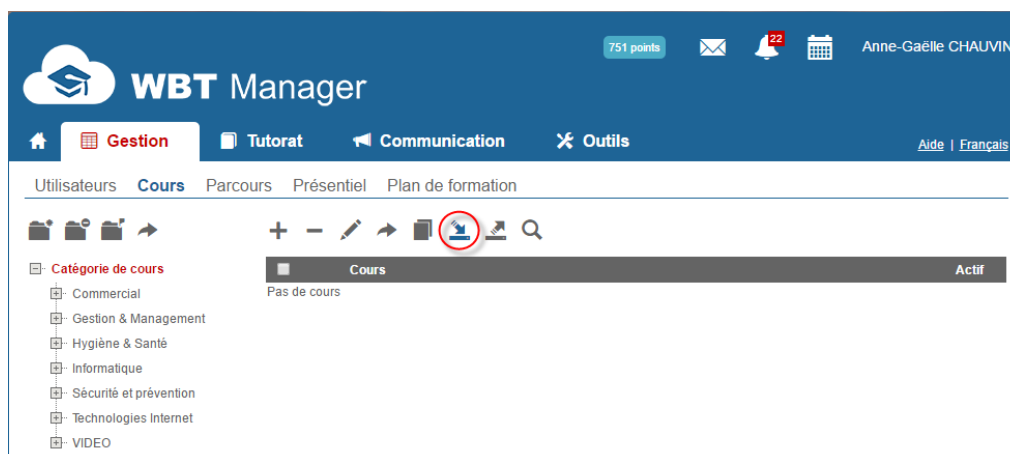 751 points
22
Anne-Gaëlle CHAUVIN
WBT Manager
Gestion Tutorat Communication Outils
Aide | Français
Utilisateurs Cours Parcours Présentiel Plan de formation
Catégorie de cours
Cours Actif
Pas de cours
Commercial
Gestion & Management
Hygiène & Santé
Informatique
Sécurité et prévention
Technologies Internet
VIDEO